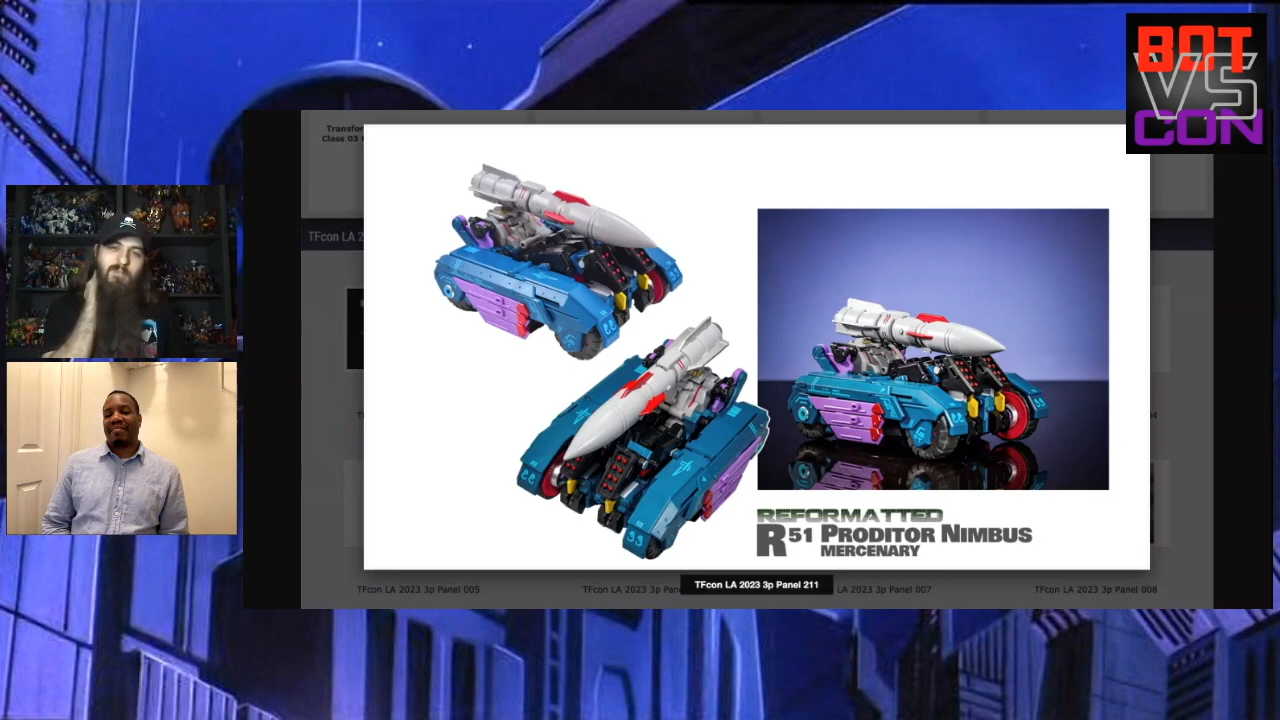 BOT
VS
CON
Transfor
Class 03
TFcon LA 2
REFORMATTED
R51 PRODITOR NIMBUS
MERCENARY
TFcon LA 2023 3p Panel 211
TFcon LA 2023 3p Panel 005
TFcon LA 2023 3p Pane
LA 2023 3p Panel 007
TFcon LA 2023 3p Panel 008